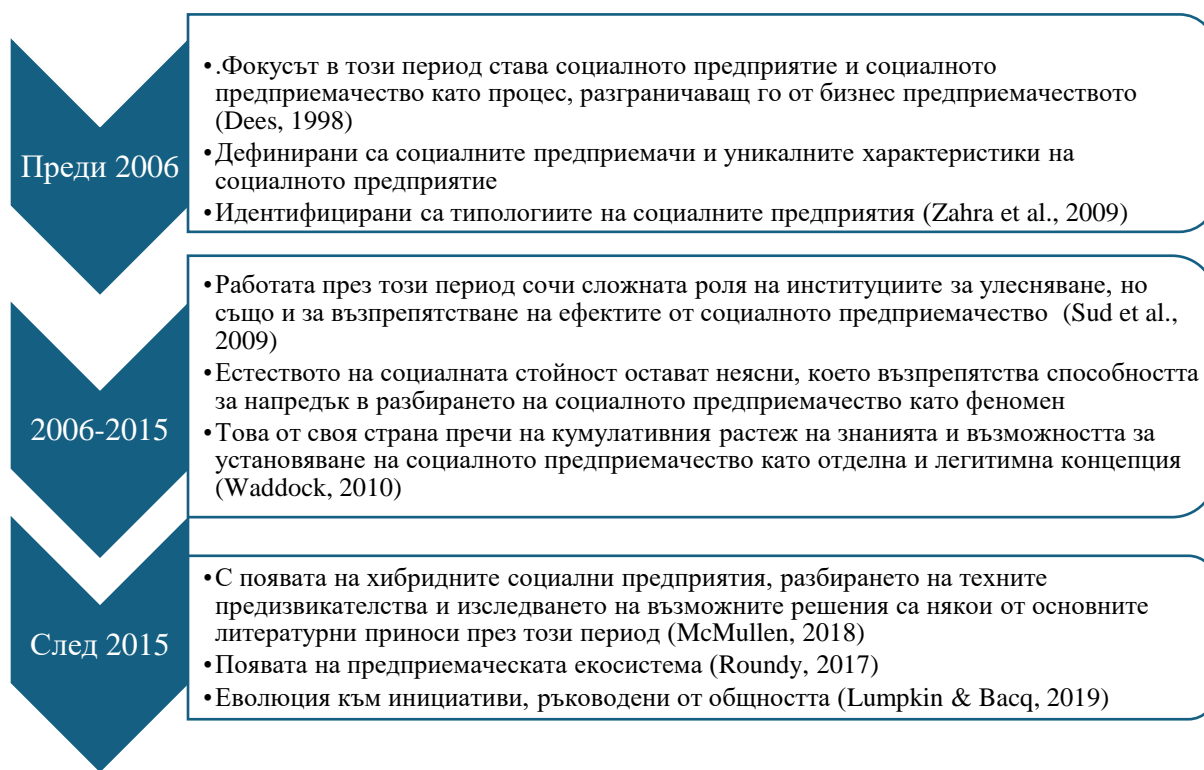 Преди 2006
•.Фокусът в този период става социалното предприятие и социалното
предприемачество като процес, разграничаващ го от бизнес предприемачеството
(Dees, 1998)
•Дефинирани са социалните предприемачи и уникалните характеристики на
социалното предприятие
•Идентифицирани са типологиите на социалните предприятия (Zahra et al., 2009)
2006-2015
•Работата през този период сочи сложната роля на институциите за улесняване, но
също и за възпрепятстване на ефектите от социалното предприемачество (Sud et al.,
2009)
•Естеството на социалната стойност остават неясни, което възпрепятства способността
за напредък в разбирането на социалното предприемачество като феномен
•Това от своя страна пречи на кумулативния растеж на знанията и възможността за
установяване на социалното предприемачество като отделна и легитимна концепция
(Waddock, 2010)
След 2015
•С появата на хибридните социални предприятия, разбирането на техните
предизвикателства и изследването на възможните решения са някои от основните
литературни приноси през този период (McMullen, 2018)
•Появата на предприемаческата екосистема (Roundy, 2017)
•Еволюция към инициативи, ръководени от общността (Lumpkin & Bacq, 2019)